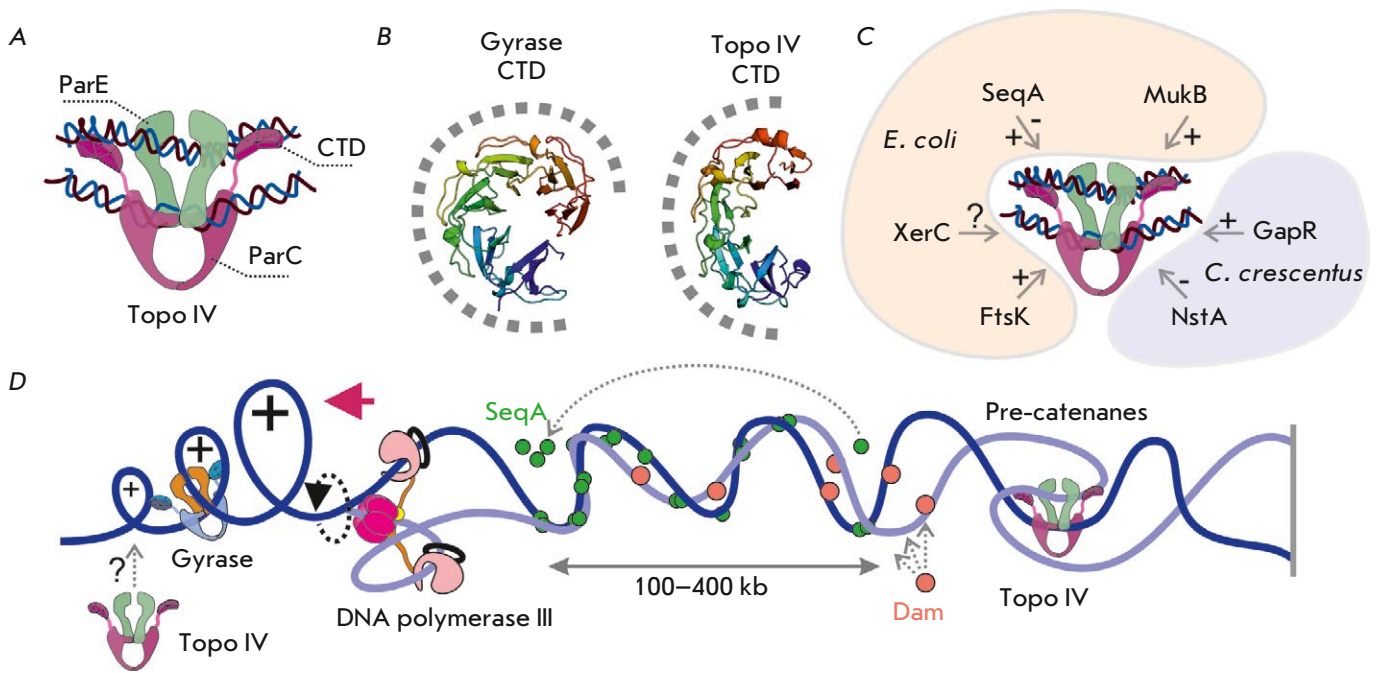 A
ParE
CTD
ParC
Topo IV
B
Gyrase
CTD
Topo IV
CTD
C
SeqA
MukB
-
+
+
E. coli
XerC
?
+
GapR
C. crescentus
+
-
FtsK
NstA
D
+
+
+
SeqA
Pre-catenanes
Gyrase
?
Topo IV
DNA polymerase III
100–400 kb
Dam
Topo IV